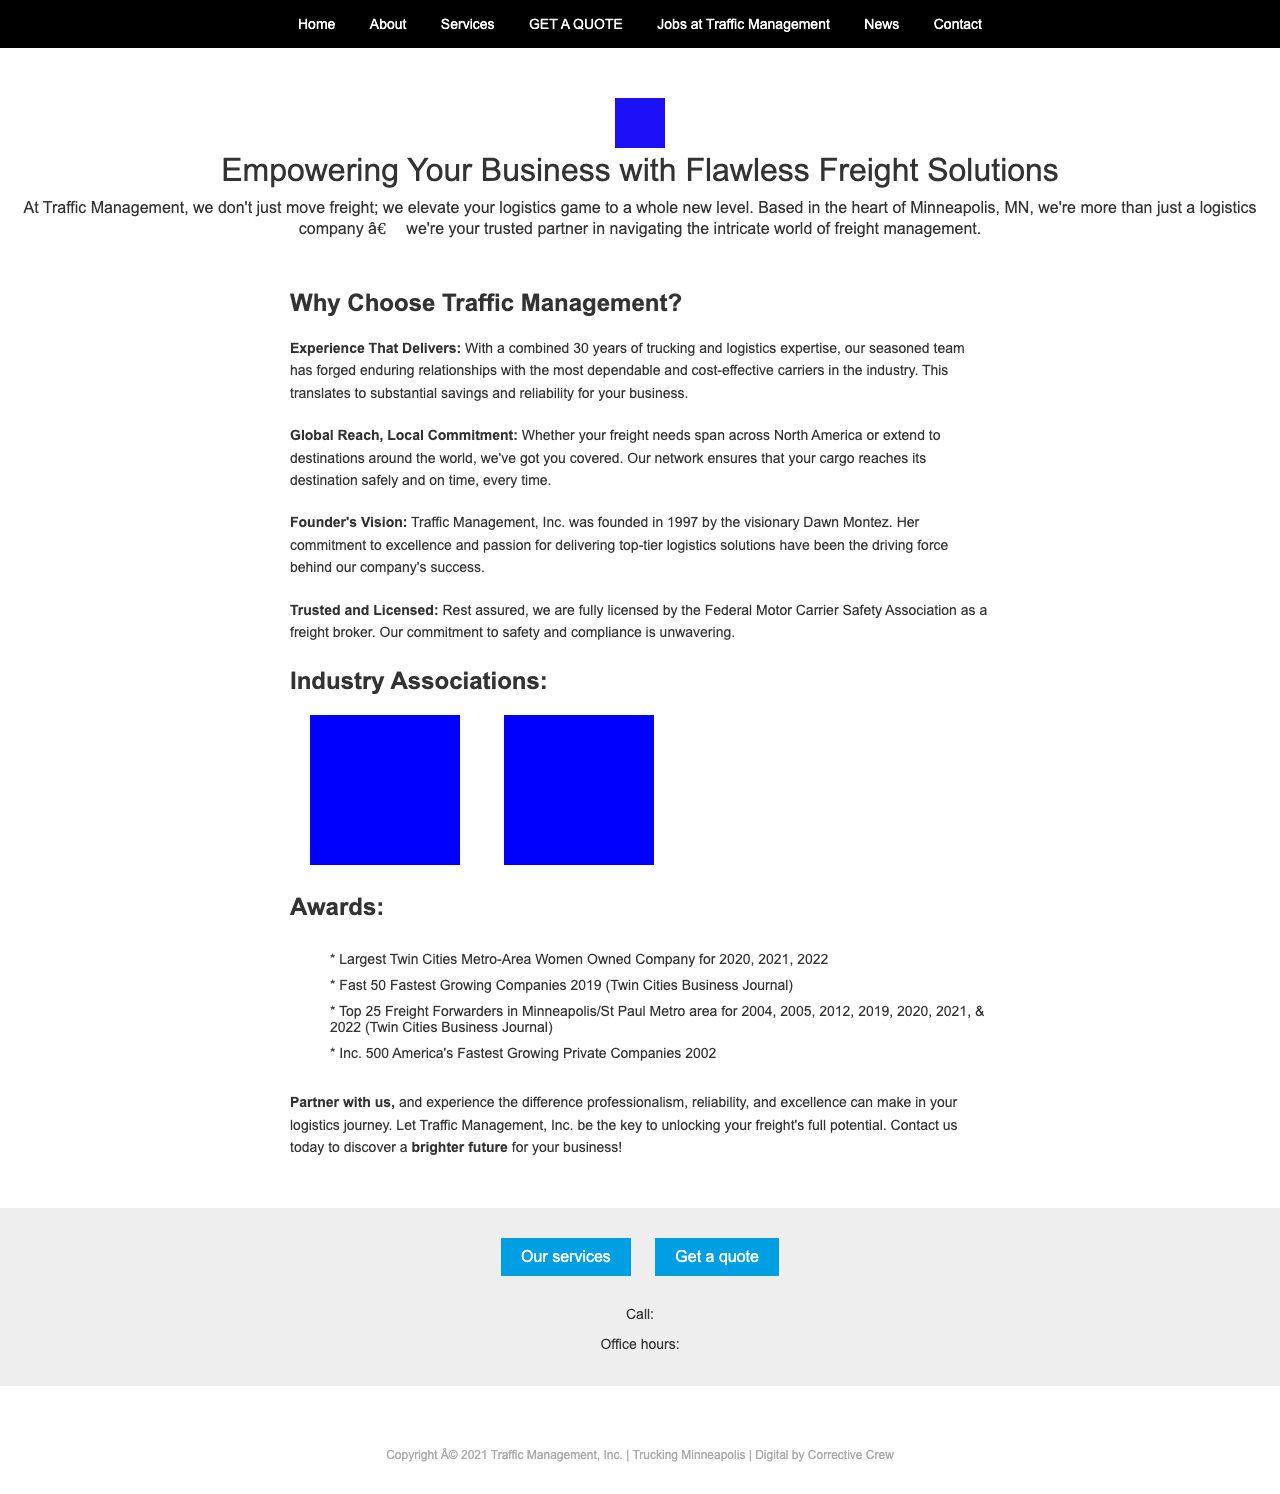 Home About Services GET A QUOTE Jobs at Traffic Management News Contact
Empowering Your Business with Flawless Freight Solutions
At Traffic Management, we don't just move freight; we elevate your logistics game to a whole new level. Based in the heart of Minneapolis, MN, we're more than just a logistics
company â€ we're your trusted partner in navigating the intricate world of freight management.
Why Choose Traffic Management?
Experience That Delivers: With a combined 30 years of trucking and logistics expertise, our seasoned team
has forged enduring relationships with the most dependable and cost-effective carriers in the industry. This
translates to substantial savings and reliability for your business.
Global Reach, Local Commitment: Whether your freight needs span across North America or extend to
destinations around the world, we've got you covered. Our network ensures that your cargo reaches its
destination safely and on time, every time.
Founder's Vision: Traffic Management, Inc. was founded in 1997 by the visionary Dawn Montez. Her
commitment to excellence and passion for delivering top-tier logistics solutions have been the driving force
behind our company's success.
Trusted and Licensed: Rest assured, we are fully licensed by the Federal Motor Carrier Safety Association as a
freight broker. Our commitment to safety and compliance is unwavering.
Industry Associations:
Awards:
* Largest Twin Cities Metro-Area Women Owned Company for 2020, 2021, 2022
* Fast 50 Fastest Growing Companies 2019 (Twin Cities Business Journal)
* Top 25 Freight Forwarders in Minneapolis/St Paul Metro area for 2004, 2005, 2012, 2019, 2020, 2021, &
2022 (Twin Cities Business Journal)
* Inc. 500 America's Fastest Growing Private Companies 2002
Partner with us, and experience the difference professionalism, reliability, and excellence can make in your
logistics journey. Let Traffic Management, Inc. be the key to unlocking your freight's full potential. Contact us
today to discover a brighter future for your business!
Our services Get a quote
Call:
Office hours:
Copyright Â© 2021 Traffic Management, Inc. | Trucking Minneapolis | Digital by Corrective Crew